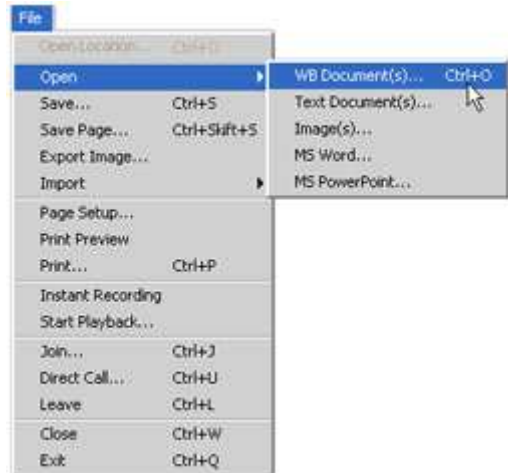 File
Open Location... Ctrl+D
Open WB Document(s)... Ctrl+O
Save... Ctrl+S Text Document(s)...
Save Page... Ctrl+Skift+S Image(s)...
Export Image... MS Word...
Import MS PowerPoint...
Page Setup...
Print Preview
Print... Ctrl+P
Instant Recording
Start Playback...
Join... Ctrl+J
Direct Call... Ctrl+U
Leave Ctrl+L
Close Ctrl+W
Exit Ctrl+Q